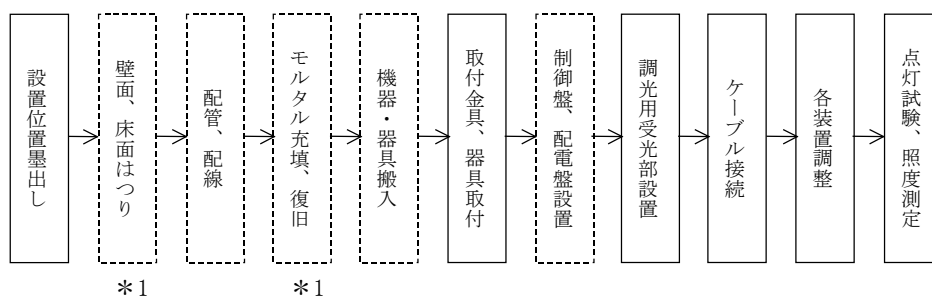 設置位置墨出し
壁面、床面はつり
配管、配線
モルタル充填、復旧
機器・器具搬入
取付金具、器具取付
制御盤、配電盤設置
調光用受光部設置
ケーブル接続
各装置調整
点灯試験、照度測定
＊1
＊1